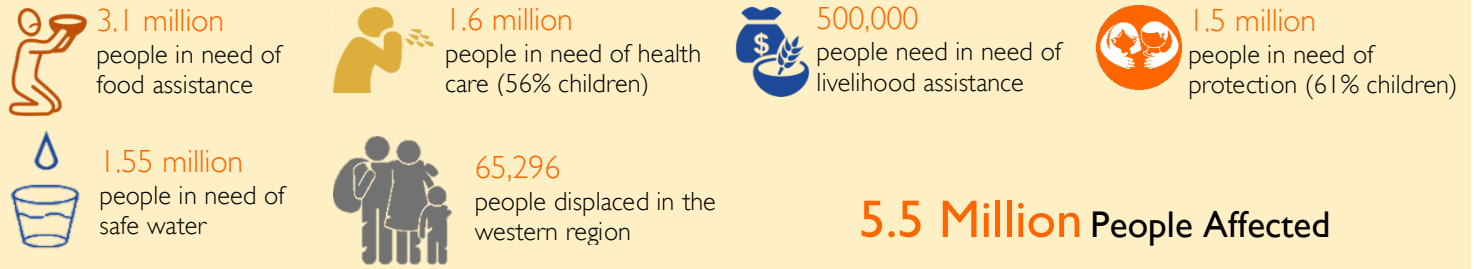 3.1 million
people in need of
food assistance
1.6 million
people in need of health
care (56% children)
$
500,000
people need in need of
livelihood assistance
1.5 million
people in need of
protection (61% children)
1.55 million
people in need of
safe water
65,296
people displaced in the
western region
5.5 Million People Affected